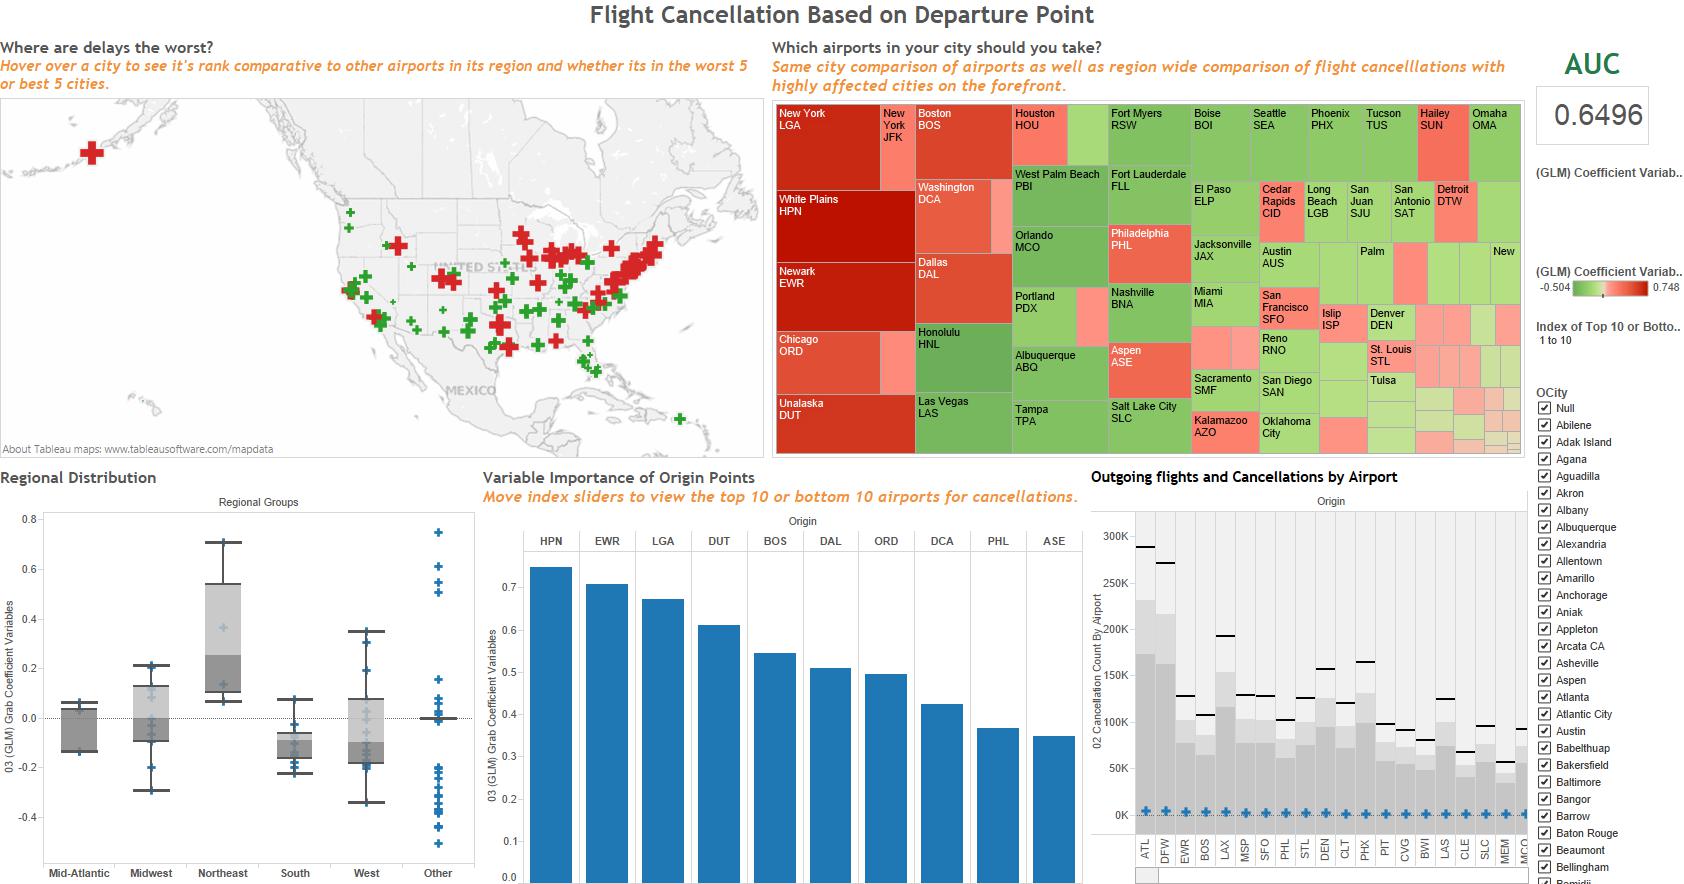 Flight Cancellation Based on Departure Point
Where are delays the worst?
Hover over a city to see it's rank comparative to other airports in its region and whether its in the worst 5
or best 5 cities.
UNITED STATES
MEXICO
About Tableau maps: www.tableausoftware.com/mapdata
Which airports in your city should you take?
Same city comparison of airports as well as region wide comparison of flight cancelllations with
highly affected cities on the forefront.
New York
LGA
New
York
JFK
White Plains
HPN
Newark
EWR
Chicago
ORD
Unalaska
DUT
Boston
BOS
Washington
DCA
Dallas
DAL
Honolulu
HNL
Las Vegas
LAS
Houston
HOU
West Palm Beach
PBI
Orlando
MCO
Portland
PDX
Albuquerque
ABQ
Tampa
TPA
Fort Myers
RSW
Fort Lauderdale
FLL
Philadelphia
PHL
Nashville
BNA
Aspen
ASE
Salt Lake City
SLC
Boise
BOI
Seattle
SEA
Phoenix
PHX
Tucson
TUS
Hailey
SUN
Omaha
OMA
El Paso
ELP
Cedar
Rapids
CID
Long
Beach
LGB
San
Juan
SJU
San
Antonio
SAT
Detroit
DTW
Jacksonville
JAX
Austin
AUS
Palm
New
Miami
MIA
San
Francisco
SFO
Islip
ISP
Denver
DEN
Reno
RNO
St. Louis
STL
Sacramento
SMF
San Diego
SAN
Tulsa
Kalamazoo
AZO
Oklahoma
City
AUC
0.6496
(GLM) Coefficient Variab..
(GLM) Coefficient Variab..
-0.504
0.748
Index of Top 10 or Botto..
1 to 10
OCity
Null
Abilene
Adak Island
Agana
Aguadilla
Akron
Albany
Albuquerque
Alexandria
Allentown
Amarillo
Anchorage
Aniak
Appleton
Arcata CA
Asheville
Aspen
Atlanta
Atlantic City
Austin
Babelthuap
Bakersfield
Baltimore
Bangor
Barrow
Baton Rouge
Beaumont
Bellingham
Regional Distribution
Regional Groups
03 (GLM) Grab Coefficient Variables
0.8
0.6
0.4
0.2
0.0
-0.2
-0.4
Mid-Atlantic
Midwest
Northeast
South
West
Other
Variable Importance of Origin Points
Move index sliders to view the top 10 or bottom 10 airports for cancellations.
Origin
HPN EWR LGA DUT BOS DAL ORD DCA PHL ASE
03 (GLM) Grab Coefficient Variables
0.7
0.6
0.5
0.4
0.3
0.2
0.1
0.0
Outgoing flights and Cancellations by Airport
Origin
02 Cancellation Count By Airport
300K
250K
200K
150K
100K
50K
0K
ATL DFW EWR BOS LAX MSP SFO PHL STL DEN CLT PHX PIT CVG BWI LAS CLE SLC MEM MCO